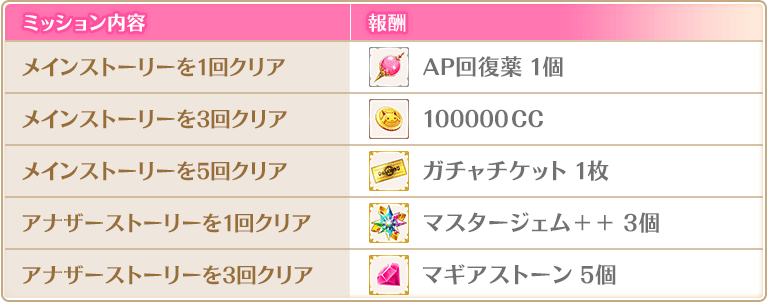 ミッション内容 報酬
メインストーリーを1回クリア AP回復薬 1個
メインストーリーを3回クリア 100000CC
メインストーリーを5回クリア ガチャチケット 1枚
アナザーストーリーを1回クリア マスタージェム＋＋ 3個
アナザーストーリーを3回クリア マギアストーン 5個